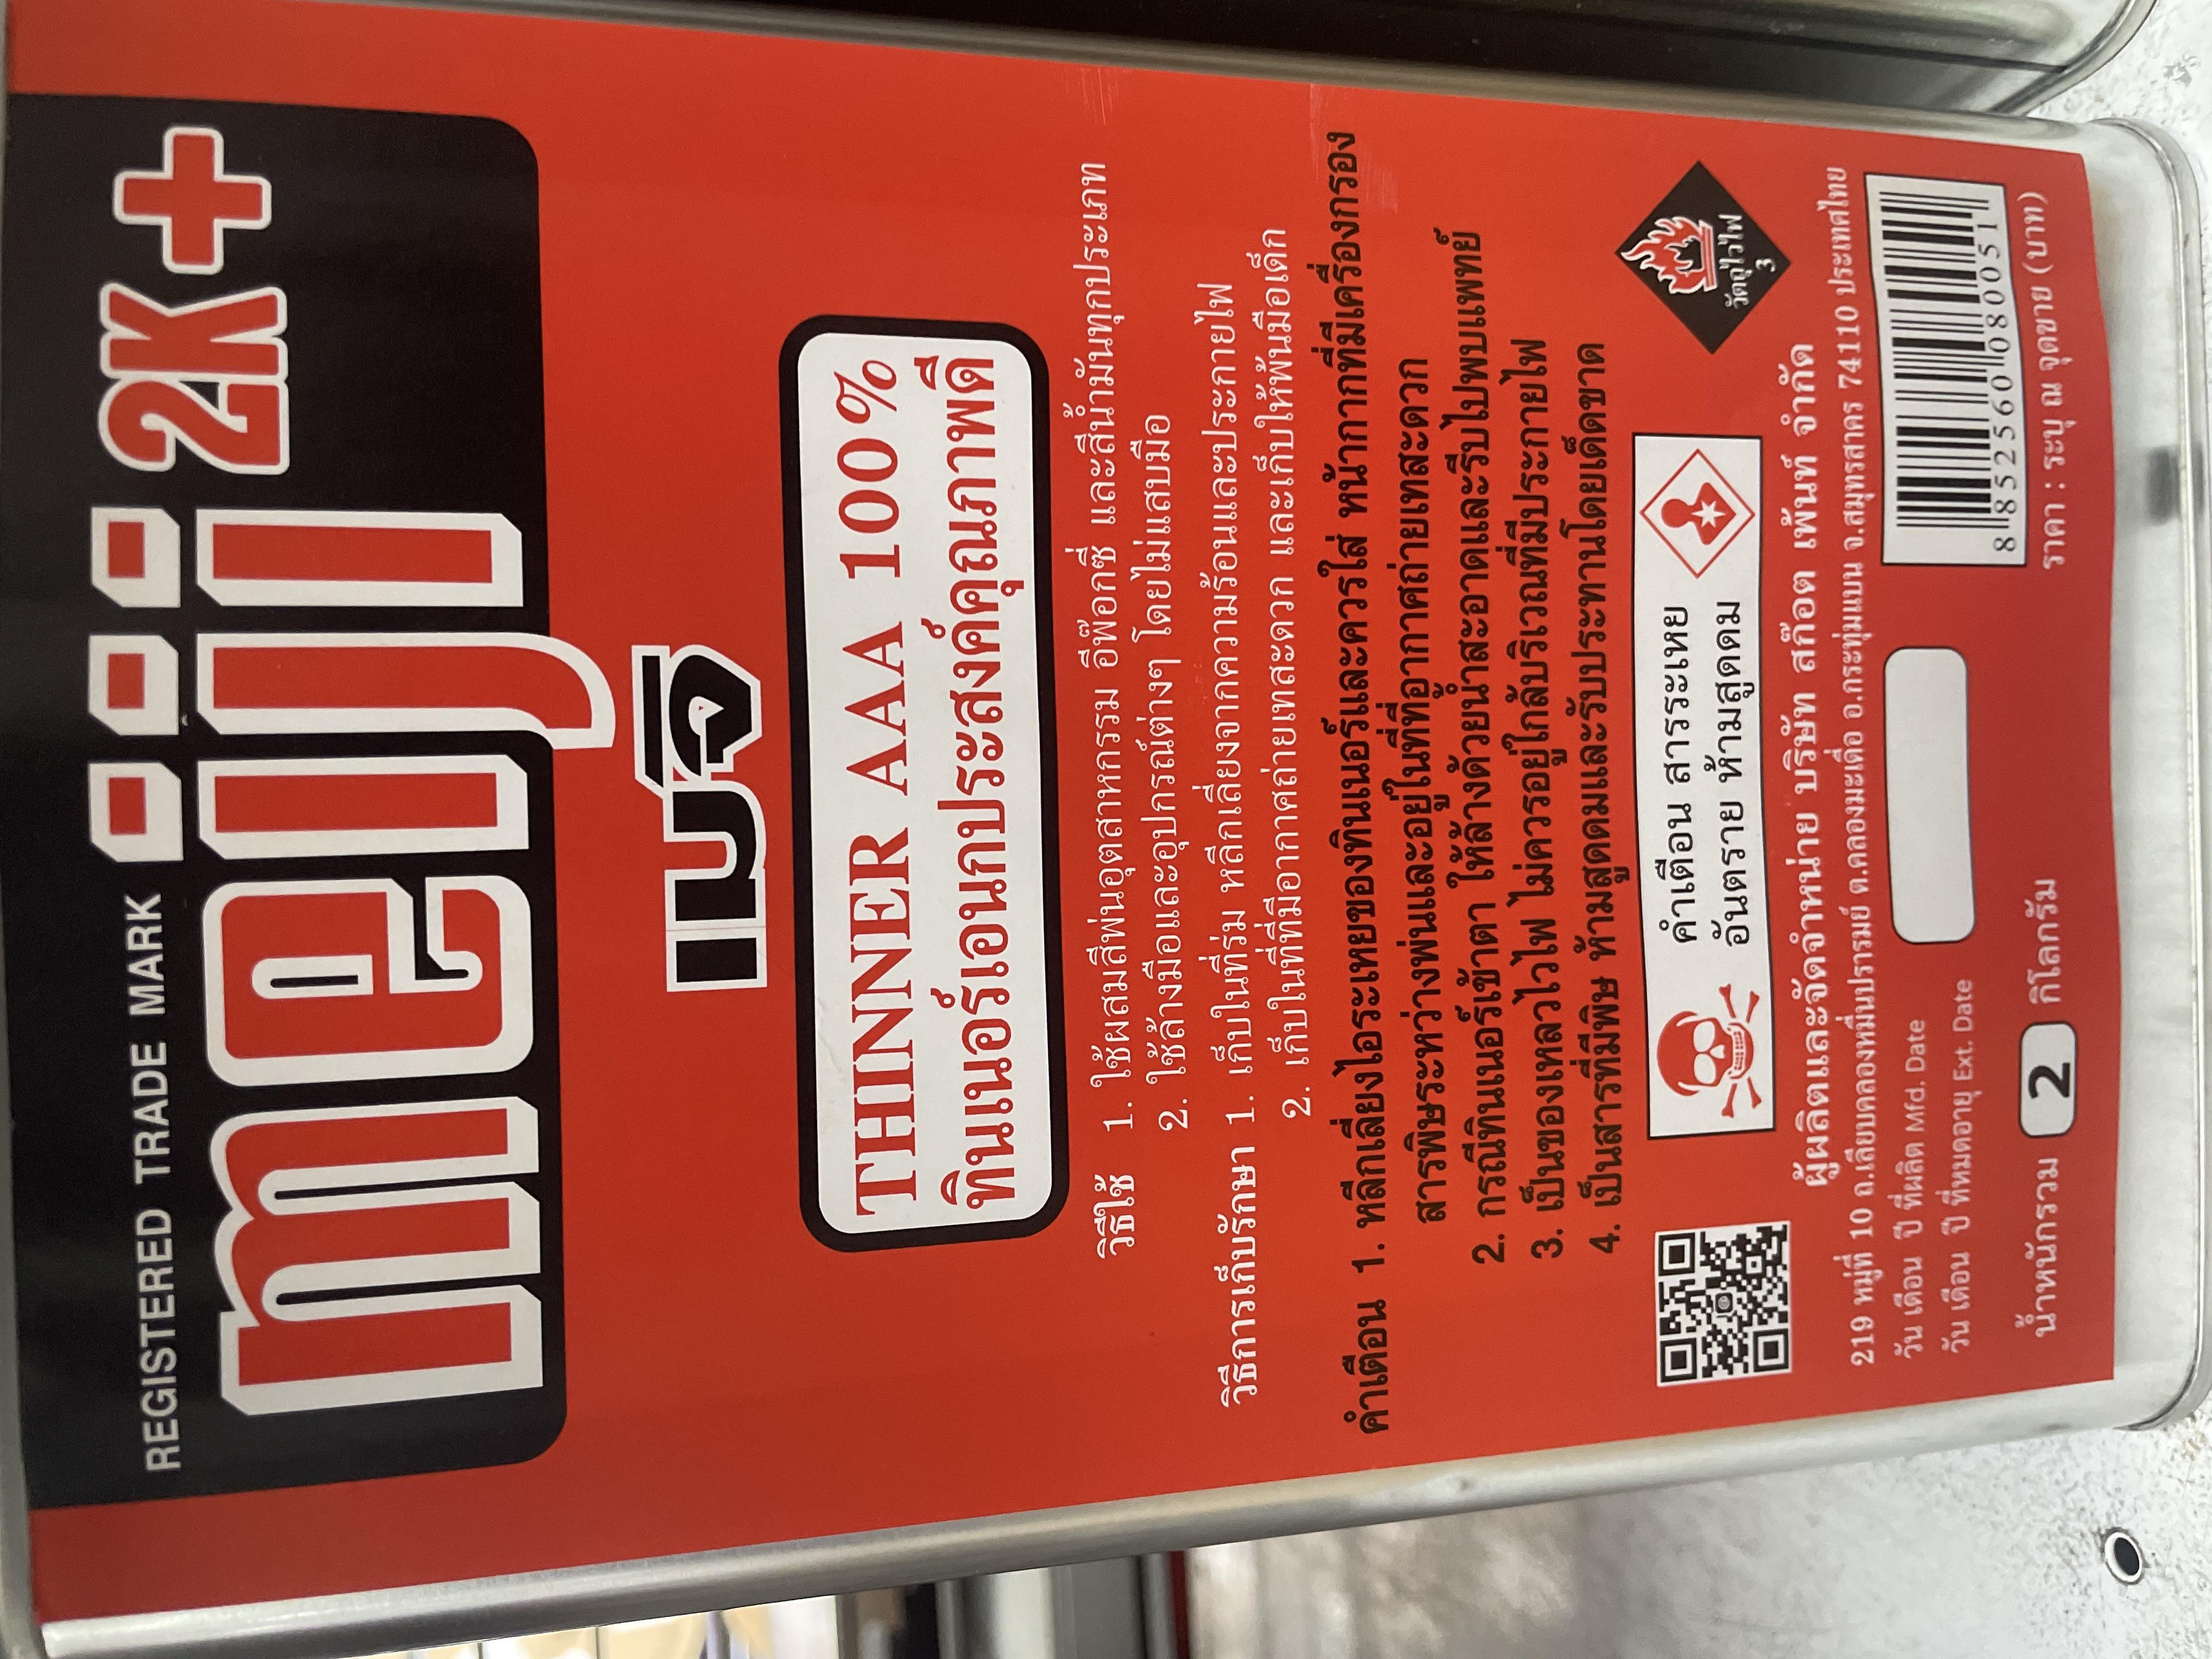 REGISTERED TRADE MARK
meiji 2K+
เมจิ
THINNER AAA 100%
ทินเนอร์เอนกประสงค์คุณภาพดี
วิธีใช้ 1. ใช้ผสมสีพ่นอุตสาหกรรม อีพ๊อกซี่ และสีน้ำมันทุกประเภท
2. ใช้ล้างมือและอุปกรณ์ต่างๆ โดยไม่แสบมือ
วิธีการเก็บรักษา 1. เก็บในที่ร่ม หลีกเลี่ยงจากความร้อนและประกายไฟ
2. เก็บในที่ที่มีอากาศถ่ายเทสะดวก และเก็บให้พ้นมือเด็ก
คำเตือน 1. หลีกเลี่ยงไอระเหยของทินเนอร์และควรใส่ หน้ากากที่มีเครื่องกรอง
สารพิษระหว่างพ่นและอยู่ในที่ที่อากาศถ่ายเทสะดวก
2. กรณีทินเนอร์เข้าตา ให้ล้างด้วยน้ำสะอาดและรีบไปพบแพทย์
3. เป็นของเหลวไวไฟ ไม่ควรอยู่ใกล้บริเวณที่มีประกายไฟ
4. เป็นสารที่มีพิษ ห้ามสูดดมและรับประทานโดยเด็ดขาด
คำเตือน สารระเหย
อันตราย ห้ามสูดดม
วัตถุไวไฟ
3
ผู้ผลิตและจัดจำหน่าย บริษัท สก๊อต เพ้นท์ จำกัด
219 หมู่ที่ 10 ถ.เลียบคลองหมื่นปรารมย์ ต.คลองมะเดื่อ อ.กระทุ่มแบน จ.สมุทรสาคร 74110 ประเทศไทย
วัน เดือน ปี ที่ผลิต Mfd. Date
วัน เดือน ปี ที่หมดอายุ Ext. Date
8 825560 080051
น้ำหนักรวม 2 กิโลกรัม
ราคา : ระบุ ณ จุดขาย (บาท)